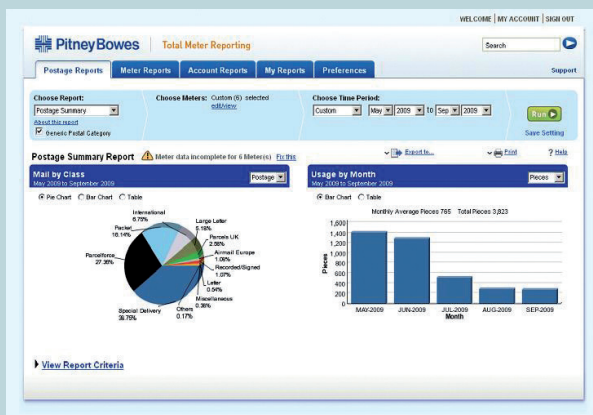 WELCOME | MY ACCOUNT | SIGN OUT
PitneyBowes | Total Meter Reporting
Search
Postage Reports Meter Reports Account Reports My Reports Preferences Support
Choose Report: Choose Meters: Custom (6) selected Choose Time Period:
Postage Summary edit/view Custom May 2009 to Sep 2009 Run
About this report
Generic Postal Category Save Setting
Postage Summary Report Meter data incomplete for 6 Meter(s) Fix this Export to... Print ? Help
Mail by Class Postage
May 2009 to September 2009
Pie Chart Bar Chart Table
International
6.75%
Packet
16.14%
Parcelforce
27.35%
Special Delivery
38.75%
Others
0.17%
Large Letter
5.19%
Parcels UK
2.56%
Airmail Europe
1.08%
Recorded/Signed
1.07%
Later
0.54%
Miscellaneous
0.38%
Usage by Month Pieces
May 2009 to September 2009
Bar Chart Table
Monthly Average Pieces 765 Total Pieces 3,823
Pieces
1,600
1,400
1,200
1,000
800
600
400
200
0
MAY-2009 JUN-2009 JUL-2009 AUG-2009 SEP-2009
Month
View Report Criteria